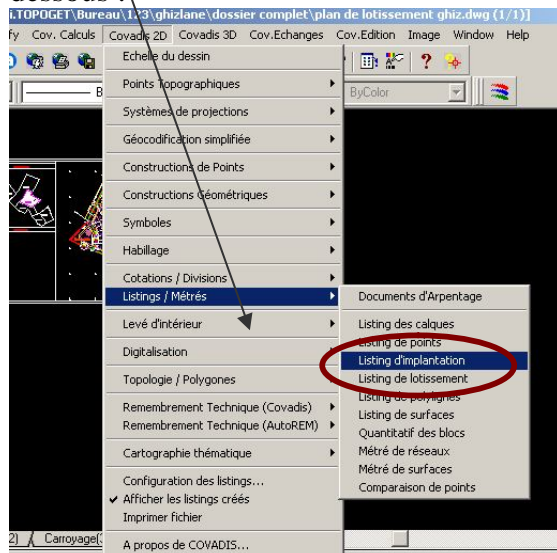 dessous :
i.TOPOGET\Bureau\123\ghizlane\dossier complet\plan de lotissement ghiz.dwg (1/1)]
fy Cov. Calculs Covadis 2D Covadis 3D Cov.Echanges Cov.Edition Image Window Help
B
ByColor
Echelle du dessin
Points Topographiques
Systèmes de projections
Géocodification simplifiée
Constructions de Points
Constructions Géométriques
Symboles
Habillage
Cotations / Divisions
Listings / Métrés
Levé d'intérieur
Digitalisation
Topologie / Polygones
Remembrement Technique (Covadis)
Remembrement Technique (AutoREM)
Cartographie thématique
Configuration des listings...
Afficher les listings créés
Imprimer fichier
A propos de COVADIS...
Documents d'Arpentage
Listing des calques
Listing de points
Listing d'implantation
Listing de lotissement
Listing de polylignes
Listing de surfaces
Quantitatif des blocs
Métré de réseaux
Métré de surfaces
Comparaison de points
2) Carroyage(